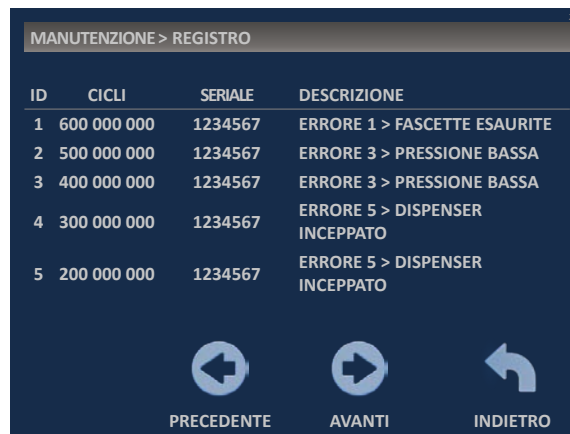 MANUTENZIONE > REGISTRO
ID CICLI SERIALE DESCRIZIONE
1 600 000 000 1234567 ERRORE 1 > FASCETTE ESAURITE
2 500 000 000 1234567 ERRORE 3 > PRESSIONE BASSA
3 400 000 000 1234567 ERRORE 3 > PRESSIONE BASSA
4 300 000 000 1234567 ERRORE 5 > DISPENSER
INCEPPATO
5 200 000 000 1234567 ERRORE 5 > DISPENSER
INCEPPATO
PRECEDENTE AVANTI INDIETRO